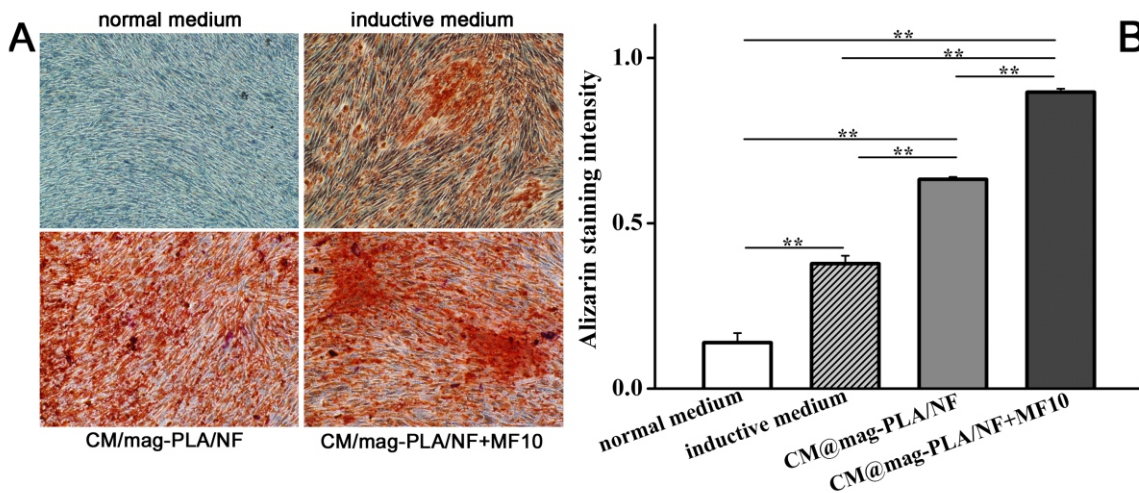 A
normal medium
inductive medium
CM/mag-PLA/NF
CM/mag-PLA/NF+MF10
B
Alizarin staining intensity
1.0
0.5
0.0
**
**
**
**
**
**
normal medium
inductive medium
CM@mag-PLA/NF
CM@mag-PLA/NF+MF10